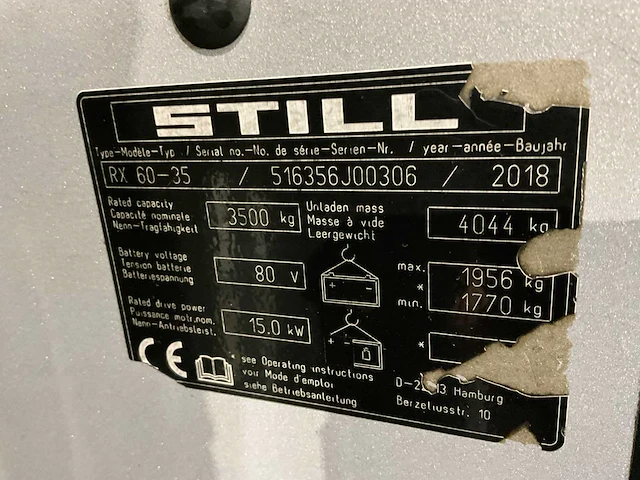 STILL
Type-Modèle-Typ / Serial no.-No. de série-Serien-Nr. / year-année-Baujahr
RX 60-35 / 516356J00306 / 2018
Rated capacity
Capacité nominale
Nenn-Tragfähigkeit
3500 kg
Unladen mass
Masse à vide
Leergewicht
4044 kg
Battery voltage
Tension batterie
Batteriespannung
80 V
+ -
max. 1956 kg
*
min. 1770 kg
Rated drive power
Puissance motr.nom.
Nenn-Antriebsleist.
15.0 kW
+
*
CE
* see Operating instructions
voir Mode d'emploi
siehe Betriebsanleitung
Hamburg
Berzeliusstr. 10